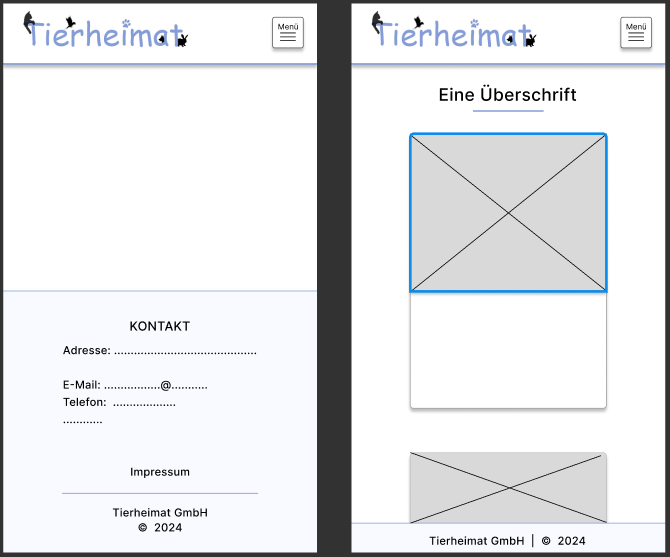 Tierheimat
Menü
KONTAKT
Adresse: ...........................................
E-Mail: .................@...........
Telefon: ...................
............
Impressum
Tierheimat GmbH
© 2024
Tierheimat
Menü
Eine Überschrift
Tierheimat GmbH | © 2024